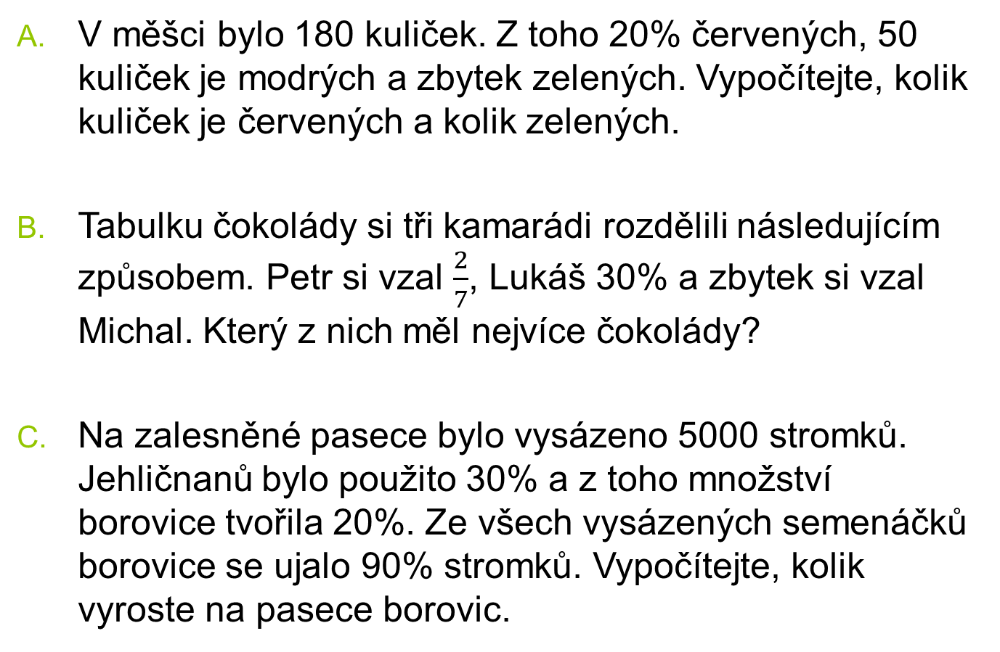 A. V měšci bylo 180 kuliček. Z toho 20% červených, 50
kuliček je modrých a zbytek zelených. Vypočítejte, kolik
kuliček je červených a kolik zelených.
B. Tabulku čokolády si tři kamarádi rozdělili následujícím
způsobem. Petr si vzal 2/7, Lukáš 30% a zbytek si vzal
Michal. Který z nich měl nejvíce čokolády?
C. Na zalesněné pasece bylo vysázeno 5000 stromků.
Jehličnanů bylo použito 30% a z toho množství
borovice tvořila 20%. Ze všech vysázených semenáčků
borovice se ujalo 90% stromků. Vypočítejte, kolik
vyroste na pasece borovic.